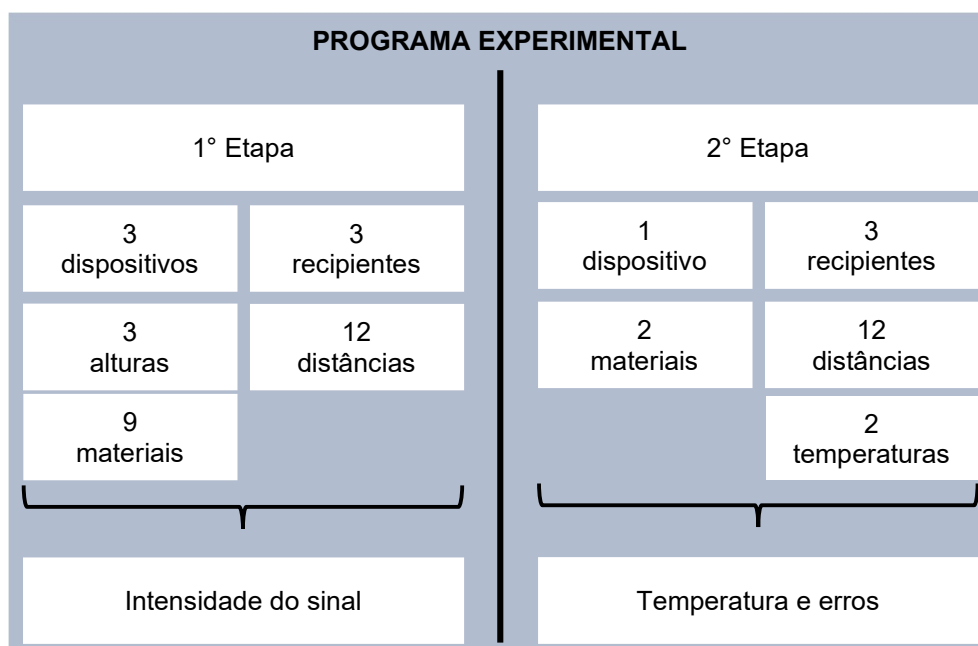 PROGRAMA EXPERIMENTAL
1° Etapa
3
dispositivos
3
recipientes
3
alturas
12
distâncias
9
materiais
Intensidade do sinal
2° Etapa
1
dispositivo
3
recipientes
2
materiais
12
distâncias
2
temperaturas
Temperatura e erros